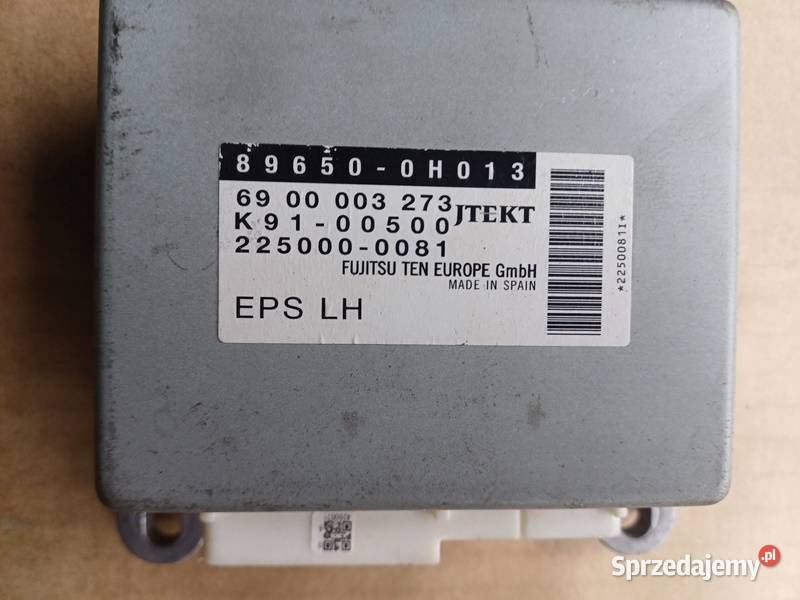 89650-0H013
69 00 003 273
JTEKT
K91-00500
225000-0081
FUJITSU TEN EUROPE GmbH
MADE IN SPAIN
EPS LH
*2250081I*
Sprzedajemy.pl